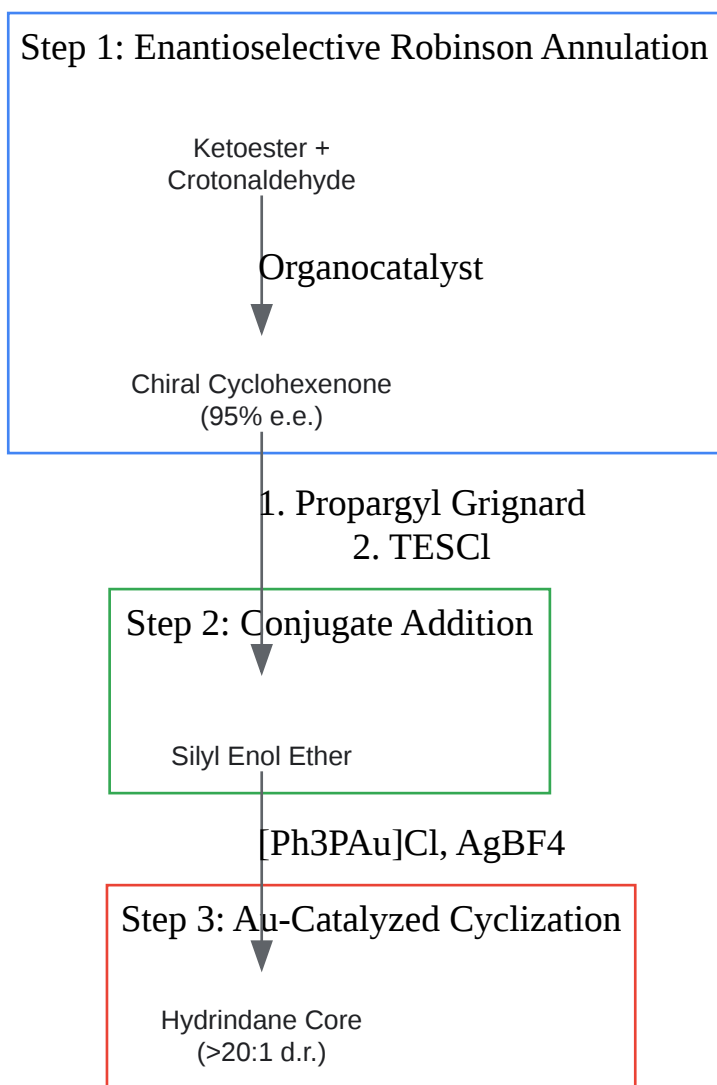 Step 1: Enantioselective Robinson Annulation
Ketoester +
Crotonaldehyde
Organocatalyst
Chiral Cyclohexenone
(95% e.e.)
1. Propargyl Grignard
2. TESCl
Step 2: Conjugate Addition
Silyl Enol Ether
[Ph3PAu]Cl, AgBF4
Step 3: Au-Catalyzed Cyclization
Hydrindane Core
(>20:1 d.r.)